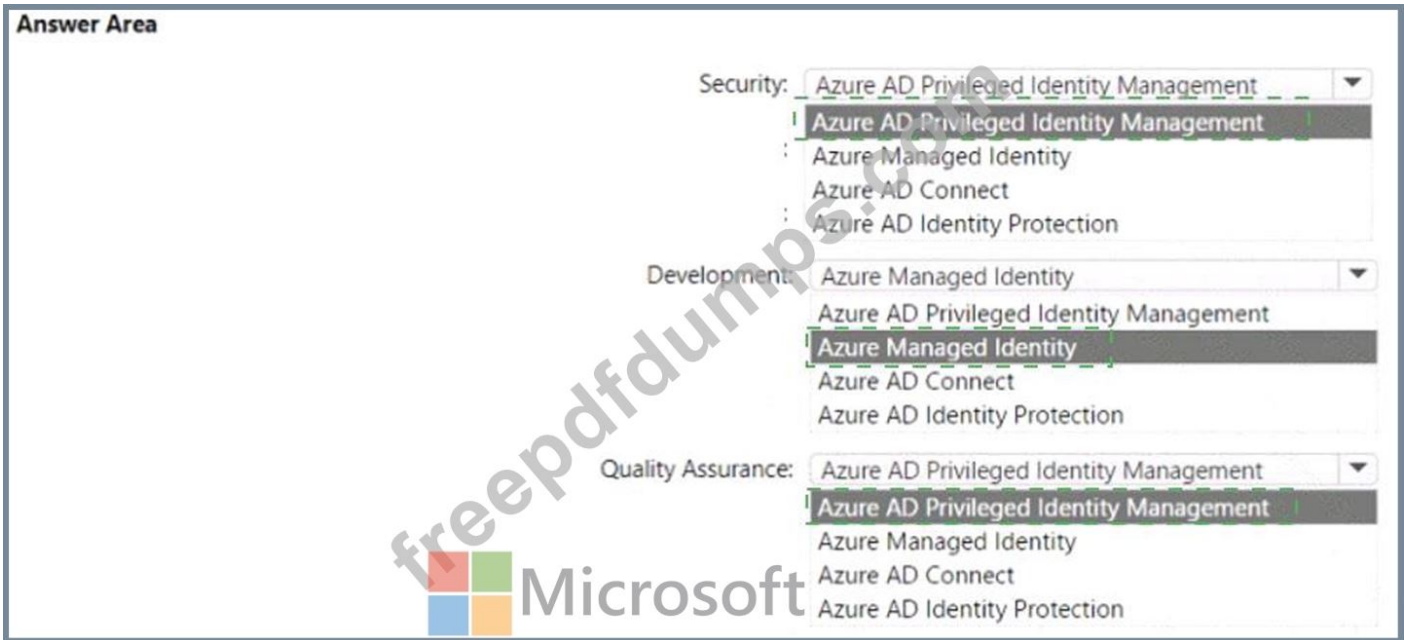 Answer Area
Security: Azure AD Privileged Identity Management
Azure AD Privileged Identity Management
: Azure Managed Identity
Azure AD Connect
: Azure AD Identity Protection
Development: Azure Managed Identity
Azure AD Privileged Identity Management
Azure Managed Identity
Azure AD Connect
Azure AD Identity Protection
Quality Assurance: Azure AD Privileged Identity Management
Azure AD Privileged Identity Management
Azure Managed Identity
Azure AD Connect
Azure AD Identity Protection
freepdfdumps.com
Microsoft